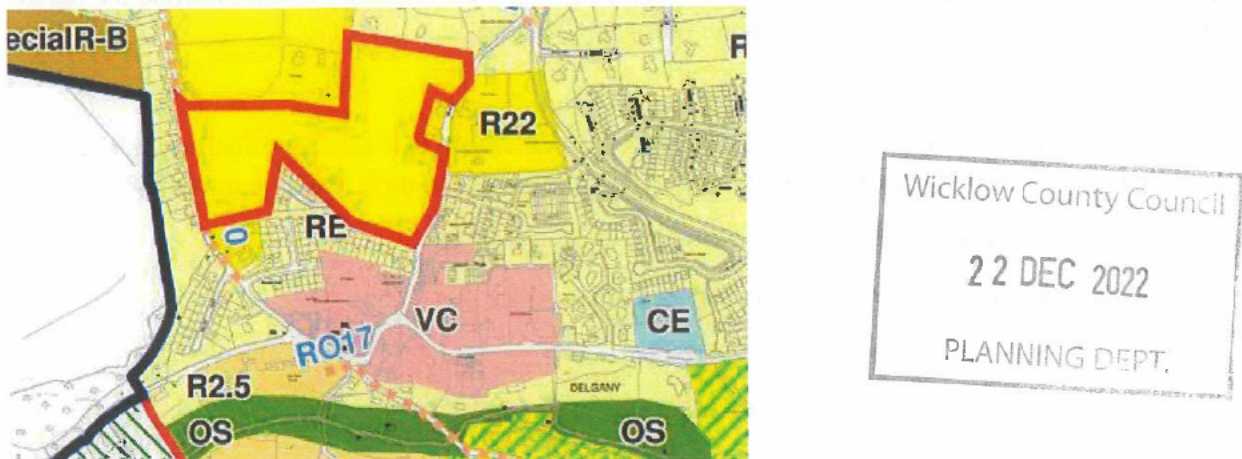 ecialR-B
R
R22
RE
0
VC
RO17
CE
R2.5
DELGANY
OS
OS
Wicklow County Council
22 DEC 2022
PLANNING DEPT.